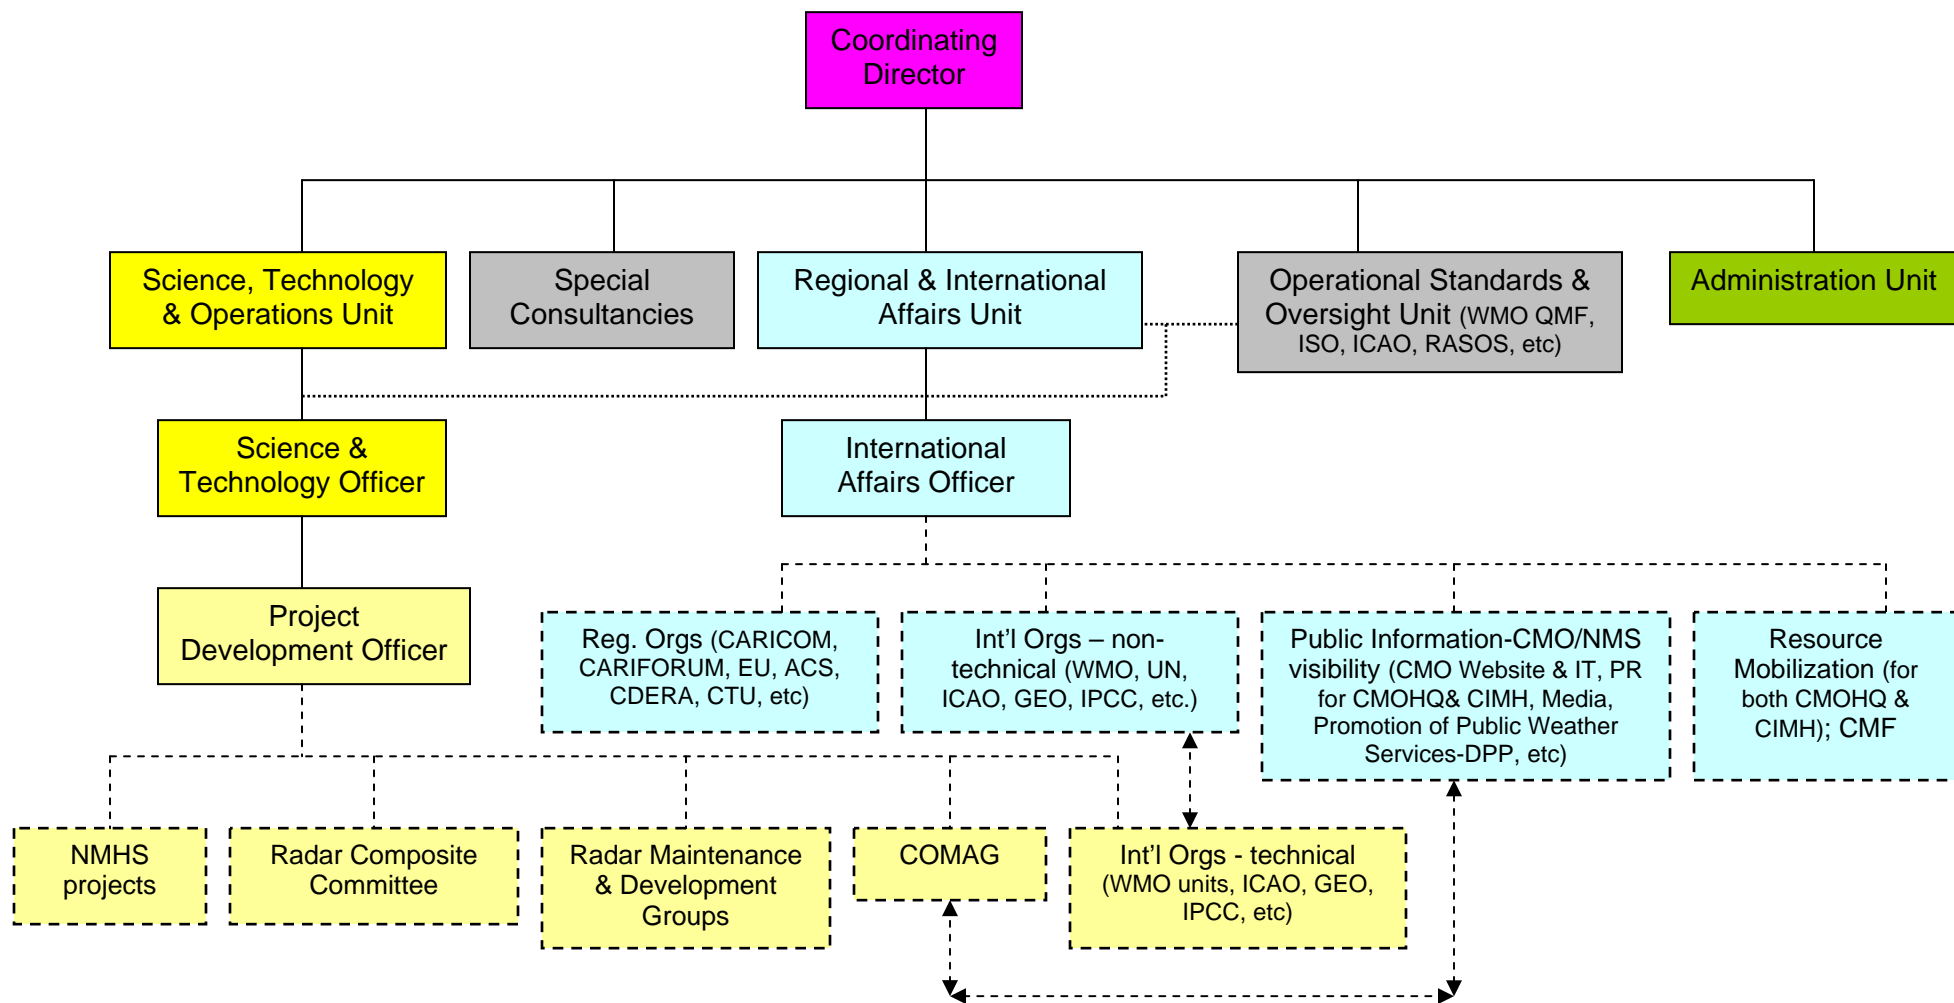 Coordinating
Director
Science, Technology
& Operations Unit
Special
Consultancies
Regional & International
Affairs Unit
Operational Standards &
Oversight Unit (WMO QMF,
ISO, ICAO, RASOS, etc)
Administration Unit
Science &
Technology Officer
International
Affairs Officer
Project
Development Officer
Reg. Orgs (CARICOM,
CARIFORUM, EU, ACS,
CDERA, CTU, etc)
Int'l Orgs – non-
technical (WMO, UN,
ICAO, GEO, IPCC, etc.)
Public Information-CMO/NMS
visibility (CMO Website & IT, PR
for CMOHQ& CIMH, Media,
Promotion of Public Weather
Services-DPP, etc)
Resource
Mobilization (for
both CMOHQ &
CIMH); CMF
NMHS
projects
Radar Composite
Committee
Radar Maintenance
& Development
Groups
COMAG
Int'l Orgs - technical
(WMO units, ICAO, GEO,
IPCC, etc)